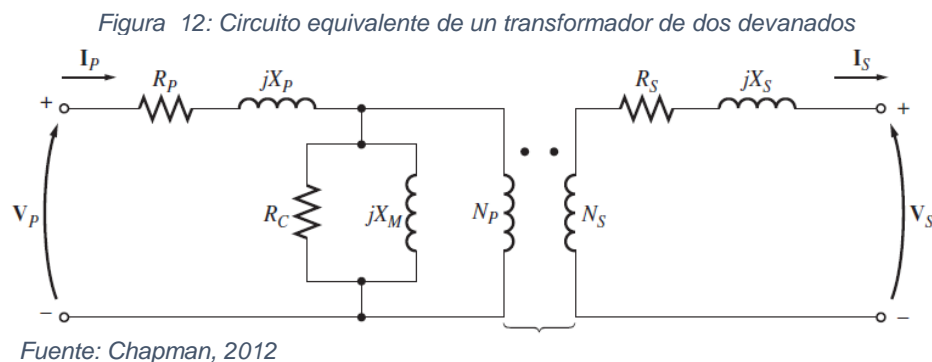 Figura 12: Circuito equivalente de un transformador de dos devanados
I_P
R_P
jX_P
R_S
jX_S
I_S
+
+
V_P
R_C
jX_M
N_P
N_S
V_S
–
–
Fuente: Chapman, 2012